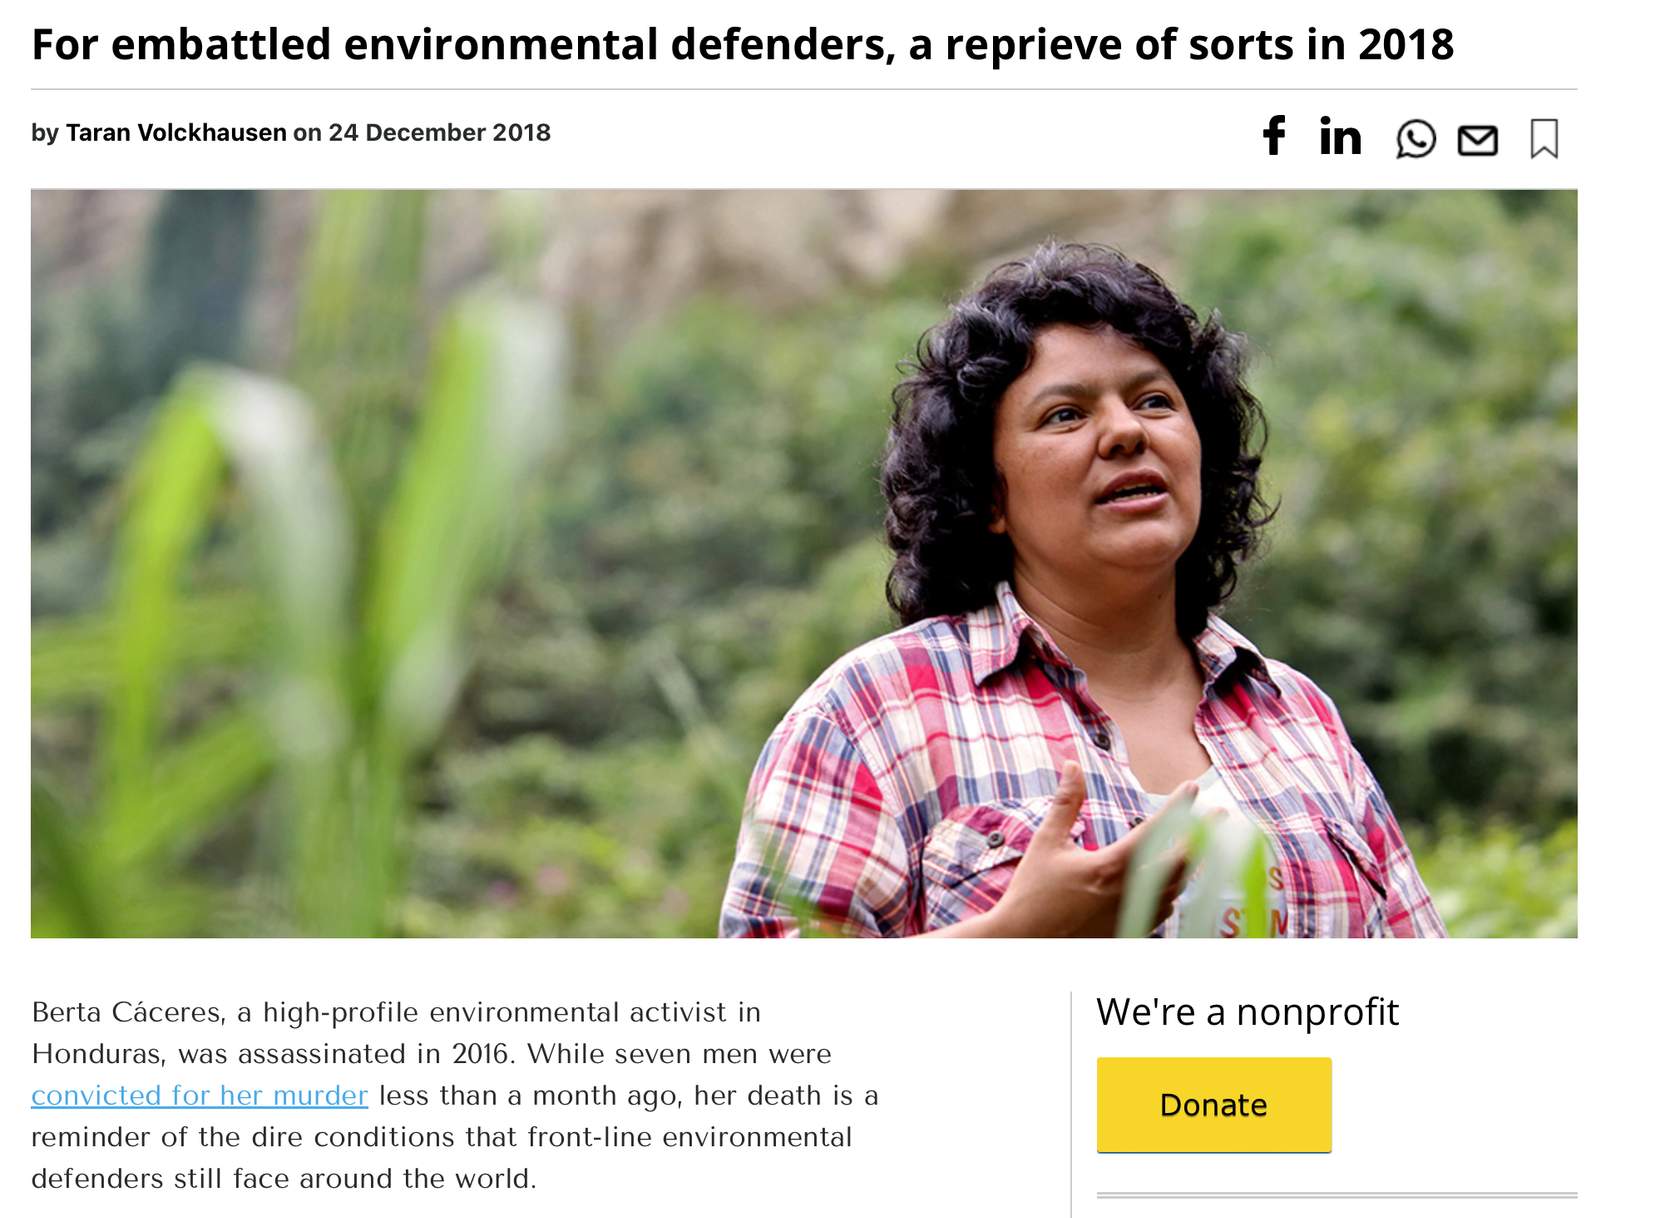 For embattled environmental defenders, a reprieve of sorts in 2018
by Taran Volckhausen on 24 December 2018
f in
S
ST M
Berta Cáceres, a high-profile environmental activist in
Honduras, was assassinated in 2016. While seven men were
convicted for her murder less than a month ago, her death is a
reminder of the dire conditions that front-line environmental
defenders still face around the world.
We're a nonprofit
Donate